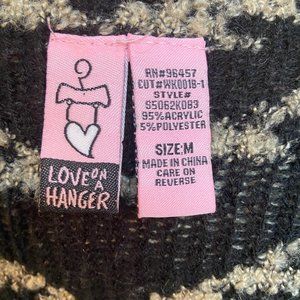 LOVE ON A
HANGER
RN#96457
CUT#WK0018-1
STYLE#
S5062K083
95%ACRYLIC
5%POLYESTER
SIZE:M
MADE IN CHINA
CARE ON
REVERSE